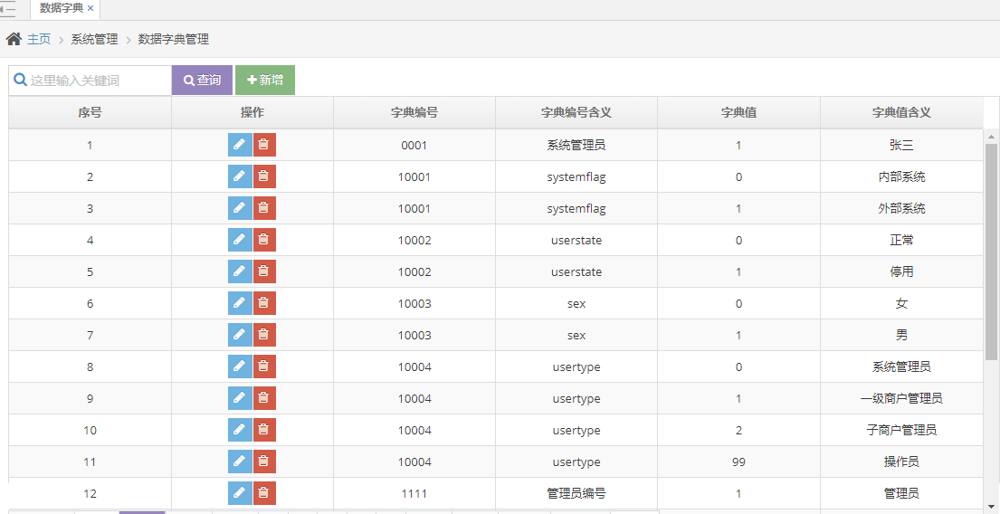 数据字典 ×
主页 > 系统管理 > 数据字典管理
这里输入关键词 查询 新增
序号 操作 字典编号 字典编号含义 字典值 字典值含义
1 0001 系统管理员 1 张三
2 10001 systemflag 0 内部系统
3 10001 systemflag 1 外部系统
4 10002 userstate 0 正常
5 10002 userstate 1 停用
6 10003 sex 0 女
7 10003 sex 1 男
8 10004 usertype 0 系统管理员
9 10004 usertype 1 一级商户管理员
10 10004 usertype 2 子商户管理员
11 10004 usertype 99 操作员
12 1111 管理员编号 1 管理员